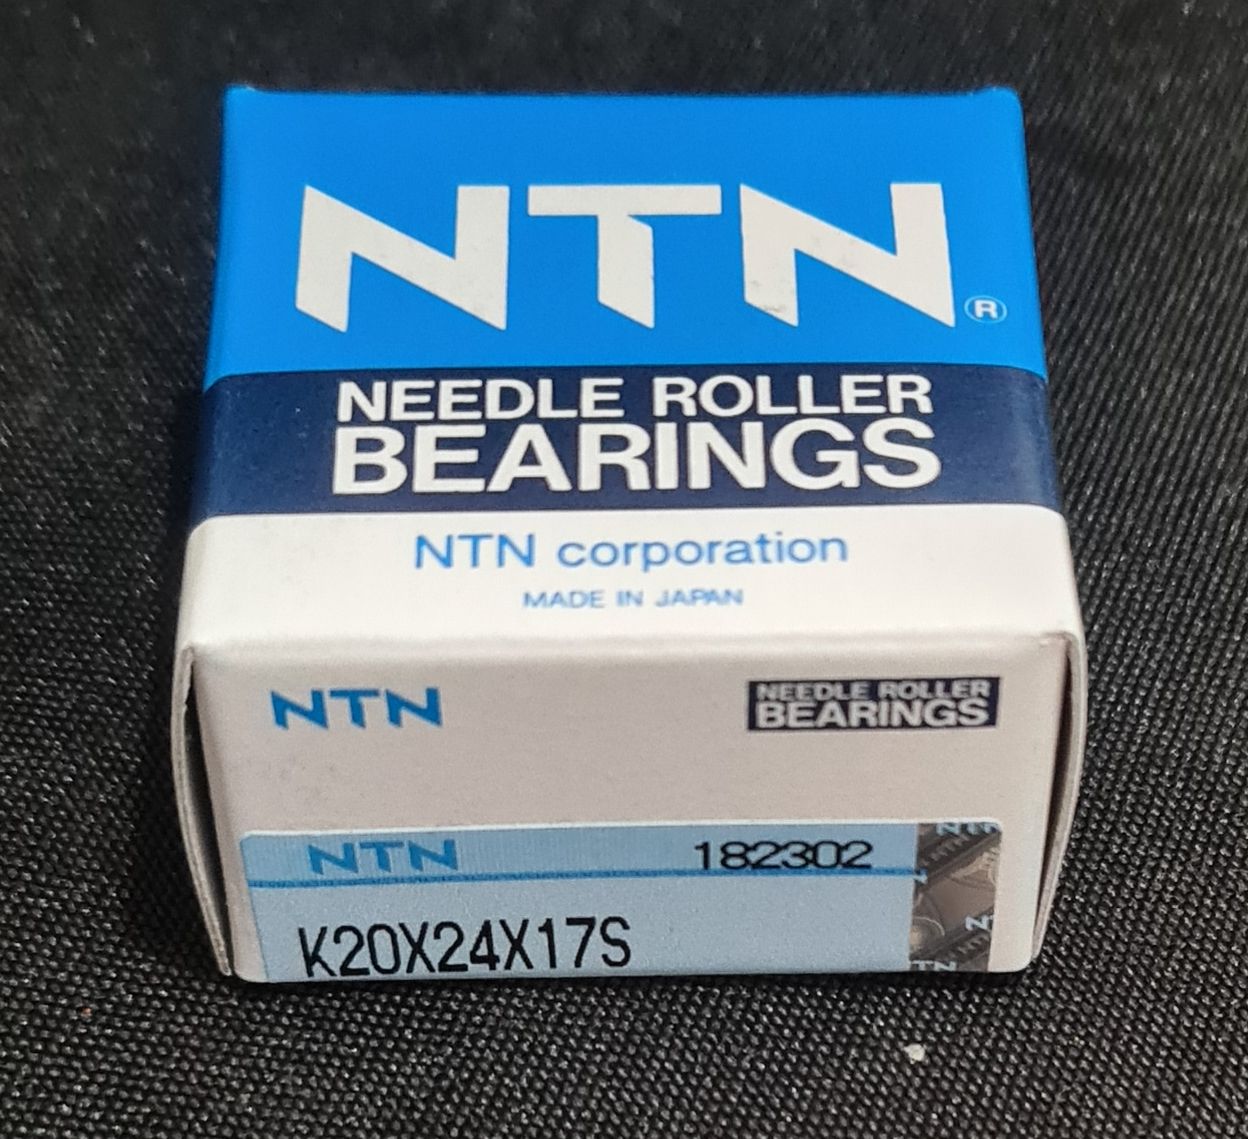 NTN®
NEEDLE ROLLER
BEARINGS
NTN corporation
MADE IN JAPAN
NTN
NEEDLE ROLLER
BEARINGS
NTN 182302
K20X24X17S